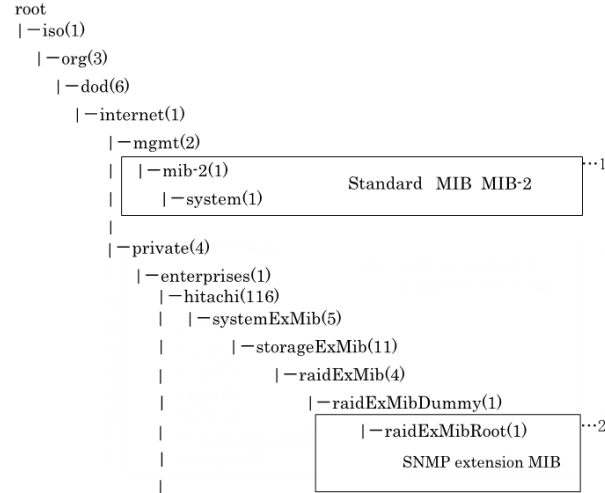 root
|－iso(1)
|－org(3)
|－dod(6)
|－internet(1)
|－mgmt(2)
| |－mib-2(1) Standard MIB MIB-2 …1
| |－system(1)
|
|－private(4)
|－enterprises(1)
|－hitachi(116)
| |－systemExMib(5)
| |－storageExMib(11)
| |－raidExMib(4)
| |－raidExMibDummy(1)
| |－raidExMibRoot(1) …2
| SNMP extension MIB
|